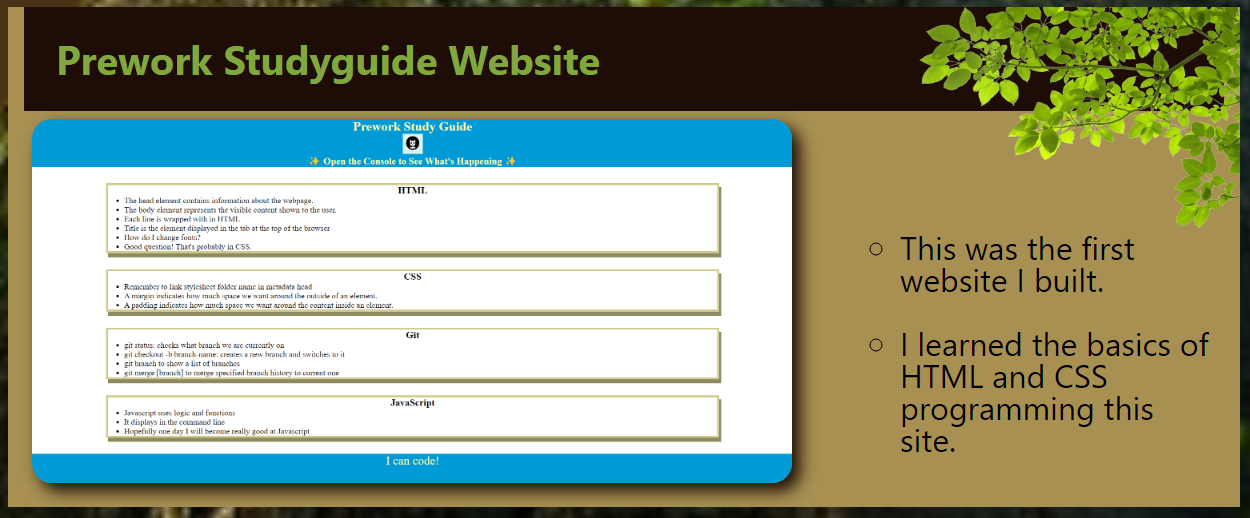 Prework Studyguide Website
Prework Study Guide
✨ Open the Console to See What's Happening ✨
HTML
• The head element contains information about the webpage.
• The body element represents the visible content shown to the user.
• Each line is wrapped with in HTML
• Title is the element displayed in the tab at the top of the browser
• How do I change fonts?
• Good question! That's probably in CSS.
CSS
• Remember to link stylesheet folder name in metadata head
• A margin indicates how much space we want around the outside of an element.
• A padding indicates how much space we want around the content inside an element.
Git
• git status: checks what branch we are currently on
• git checkout -b branch-name: creates a new branch and switches to it
• git branch to show a list of branches
• git merge [branch] to merge specified branch history to current one
JavaScript
• Javascript uses logic and functions
• It displays in the command line
• Hopefully one day I will become really good at Javascript
I can code!
○ This was the first
website I built.
○ I learned the basics of
HTML and CSS
programming this
site.